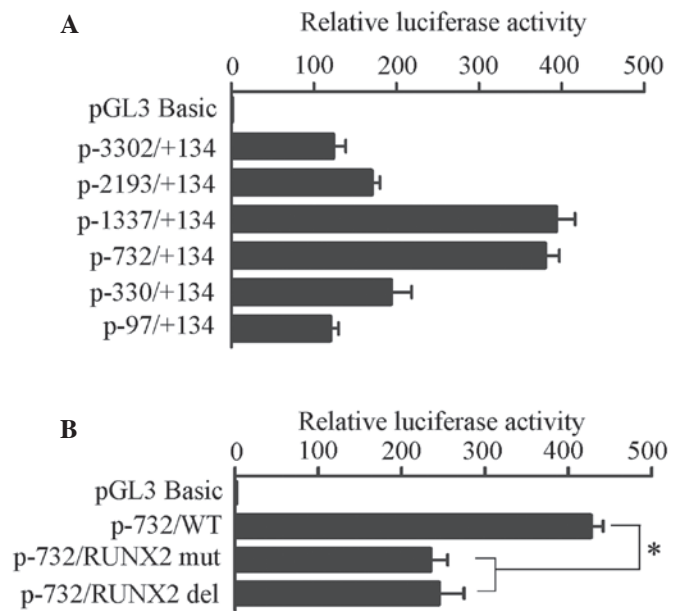 A
Relative luciferase activity
0 100 200 300 400 500
pGL3 Basic
p-3302/+134
p-2193/+134
p-1337/+134
p-732/+134
p-330/+134
p-97/+134
B
Relative luciferase activity
0 100 200 300 400 500
pGL3 Basic
p-732/WT
p-732/RUNX2 mut
p-732/RUNX2 del
*